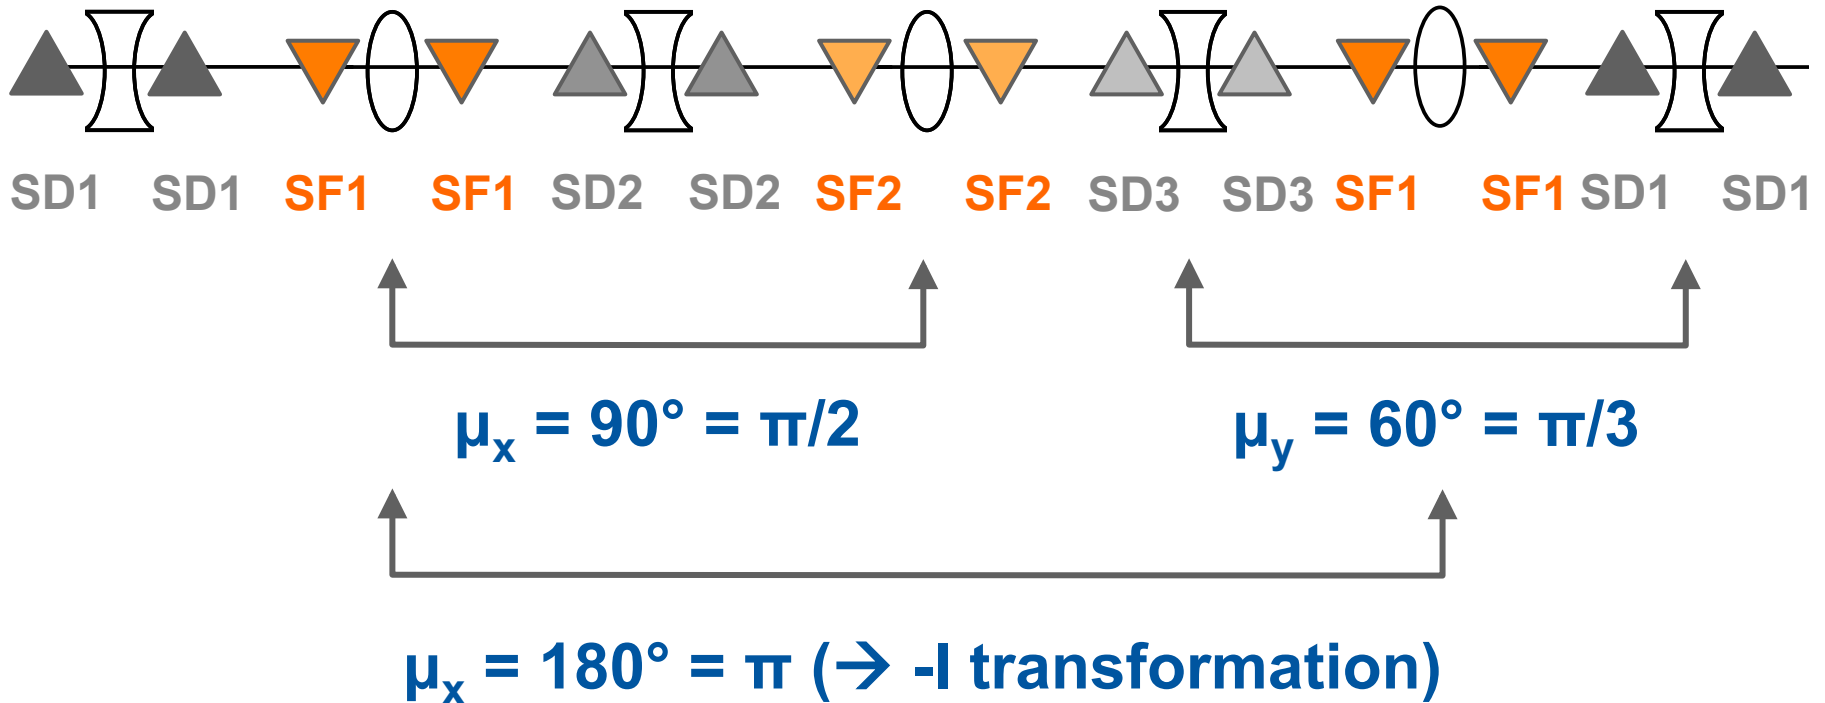 SD1 SD1 SF1 SF1 SD2 SD2 SF2 SF2 SD3 SD3 SF1 SF1 SD1 SD1
μx = 90° = π/2 μy = 60° = π/3
μx = 180° = π (→ -I transformation)